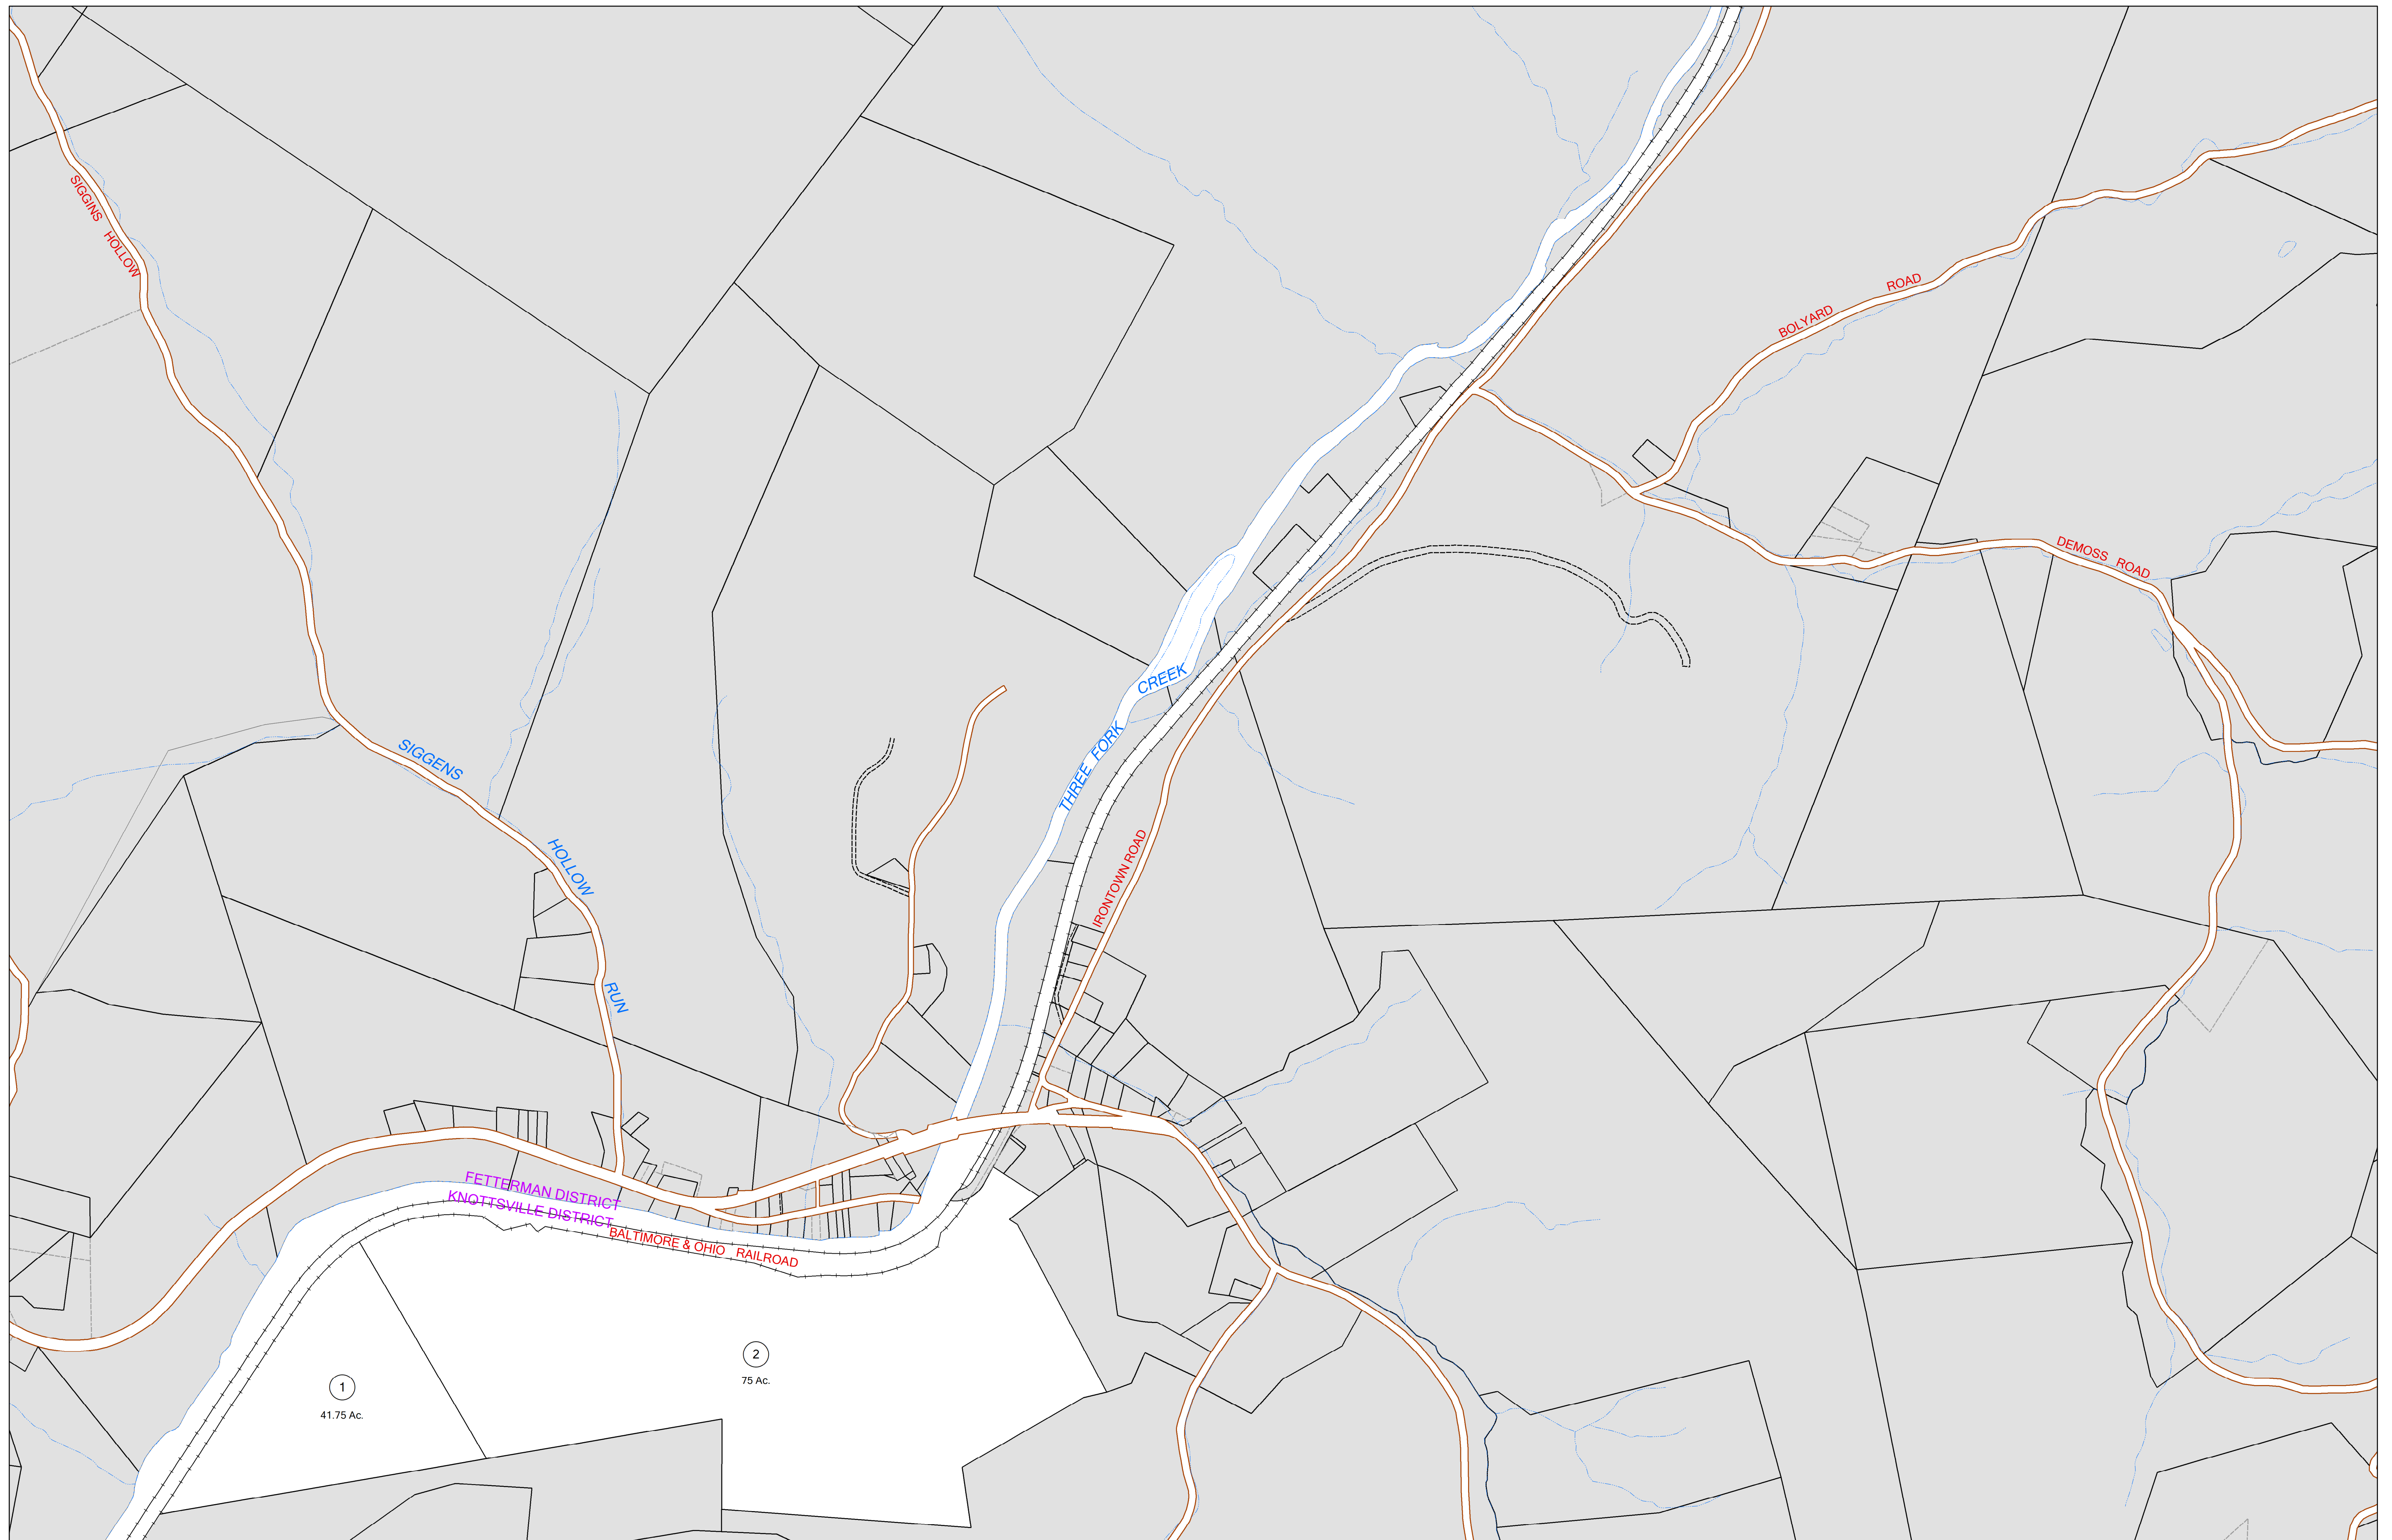 SIGGINS HOLLOW
BOLYARD ROAD
DEMOSS ROAD
CREEK
THREE FORK
SIGGENS
HOLLOW
RUN
IRONTOWN ROAD
FETTERMAN DISTRICT
KNOTTSVILLE DISTRICT
BALTIMORE & OHIO RAILROAD
2
75 Ac.
1
41.75 Ac.